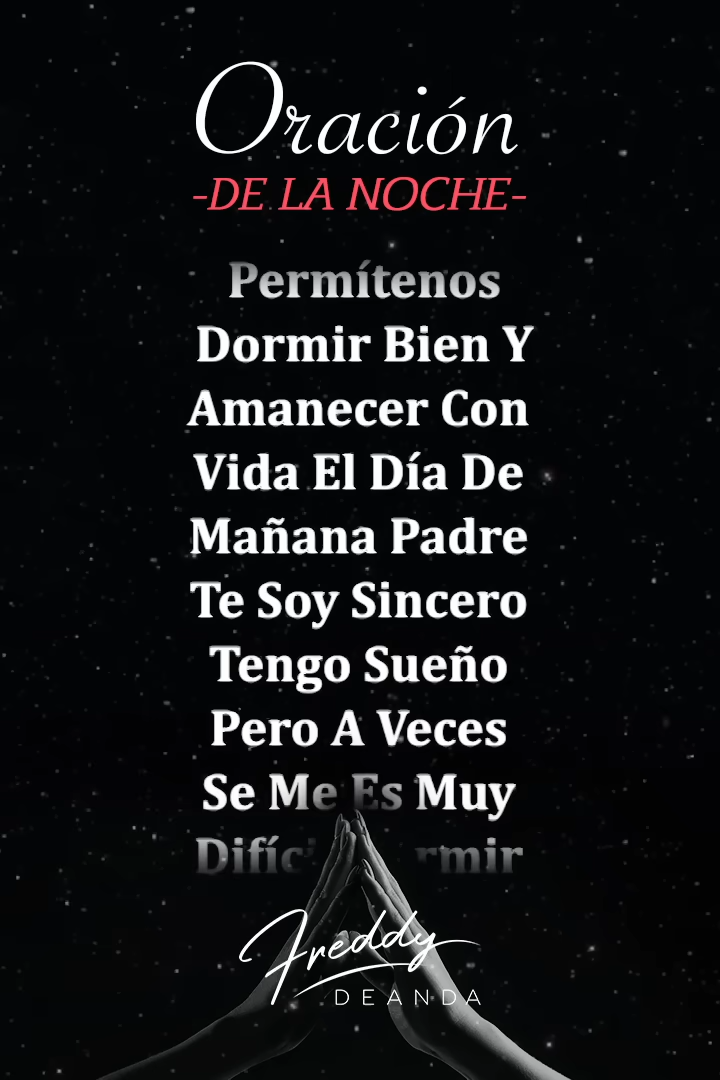 Oración
-DE LA NOCHE-
Permítenos
Dormir Bien Y
Amanecer Con
Vida El Día De
Mañana Padre
Te Soy Sincero
Tengo Sueño
Pero A Veces
Se Me Es Muy
Freddy
DEANDA